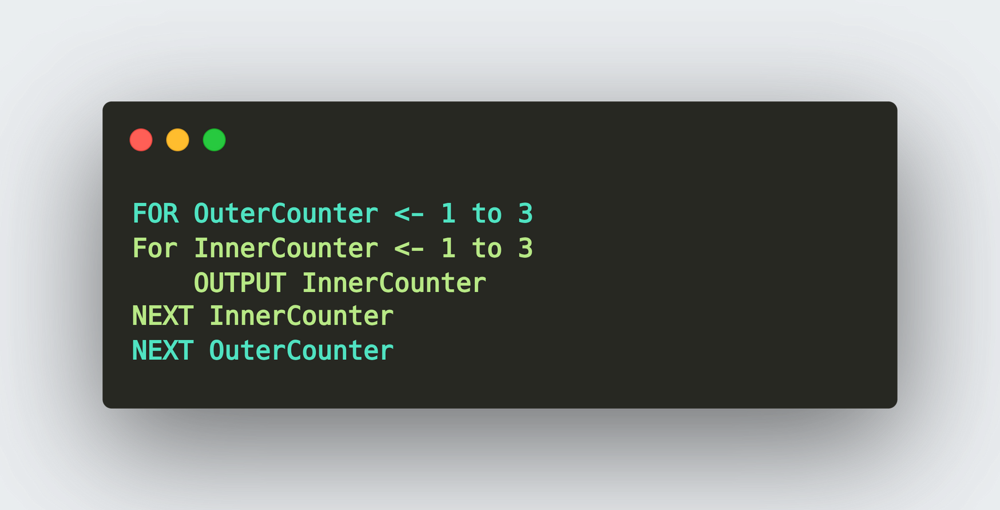 FOR OuterCounter <- 1 to 3
For InnerCounter <- 1 to 3
    OUTPUT InnerCounter
NEXT InnerCounter
NEXT OuterCounter